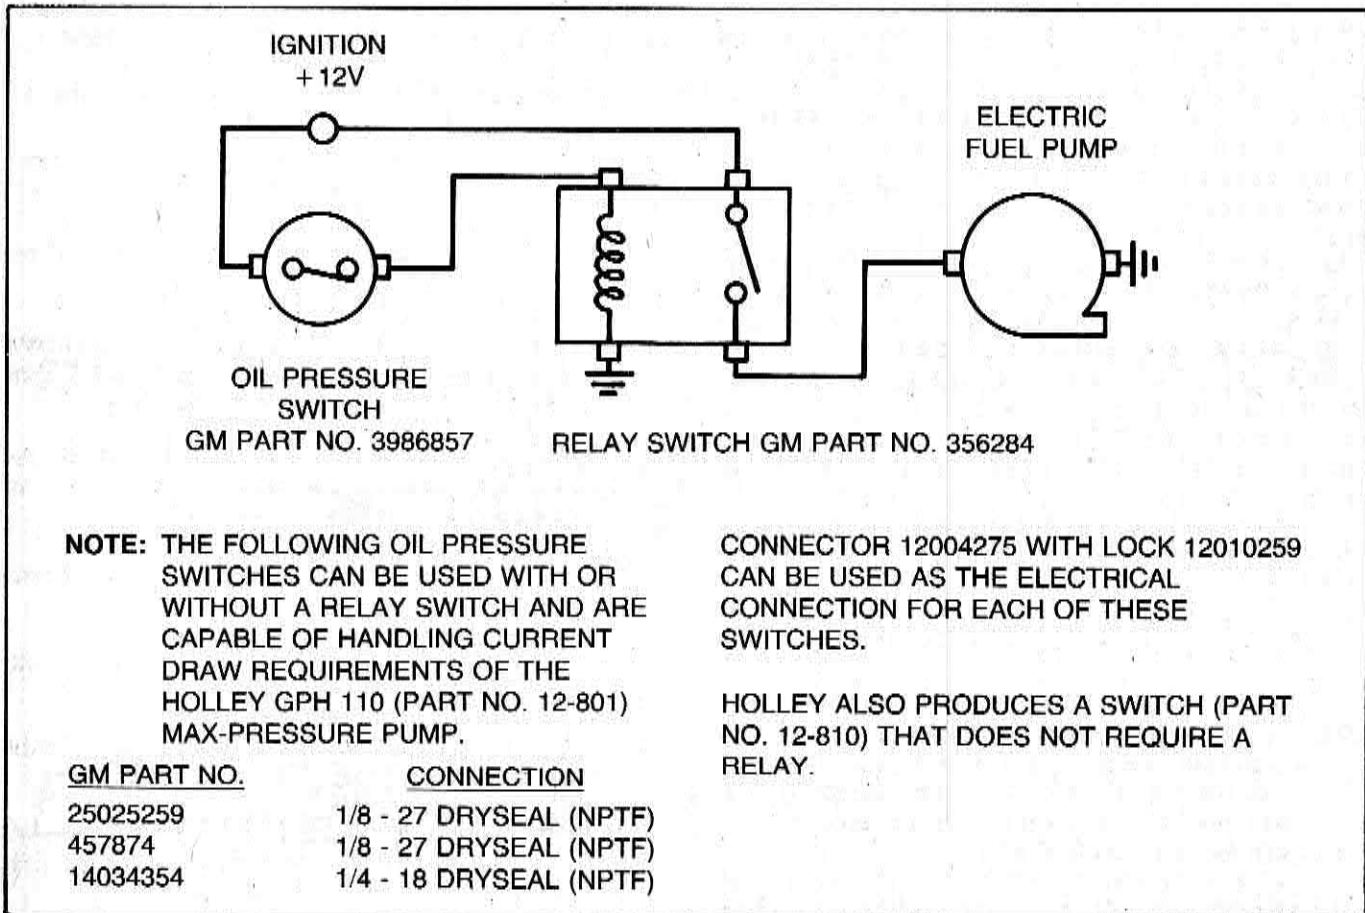 IGNITION
+ 12V
ELECTRIC
FUEL PUMP
OIL PRESSURE
SWITCH
GM PART NO. 3986857
RELAY SWITCH GM PART NO. 356284
NOTE: THE FOLLOWING OIL PRESSURE
SWITCHES CAN BE USED WITH OR
WITHOUT A RELAY SWITCH AND ARE
CAPABLE OF HANDLING CURRENT
DRAW REQUIREMENTS OF THE
HOLLEY GPH 110 (PART NO. 12-801)
MAX-PRESSURE PUMP.
GM PART NO. CONNECTION
25025259 1/8 - 27 DRYSEAL (NPTF)
457874 1/8 - 27 DRYSEAL (NPTF)
14034354 1/4 - 18 DRYSEAL (NPTF)
CONNECTOR 12004275 WITH LOCK 12010259
CAN BE USED AS THE ELECTRICAL
CONNECTION FOR EACH OF THESE
SWITCHES.
HOLLEY ALSO PRODUCES A SWITCH (PART
NO. 12-810) THAT DOES NOT REQUIRE A
RELAY.